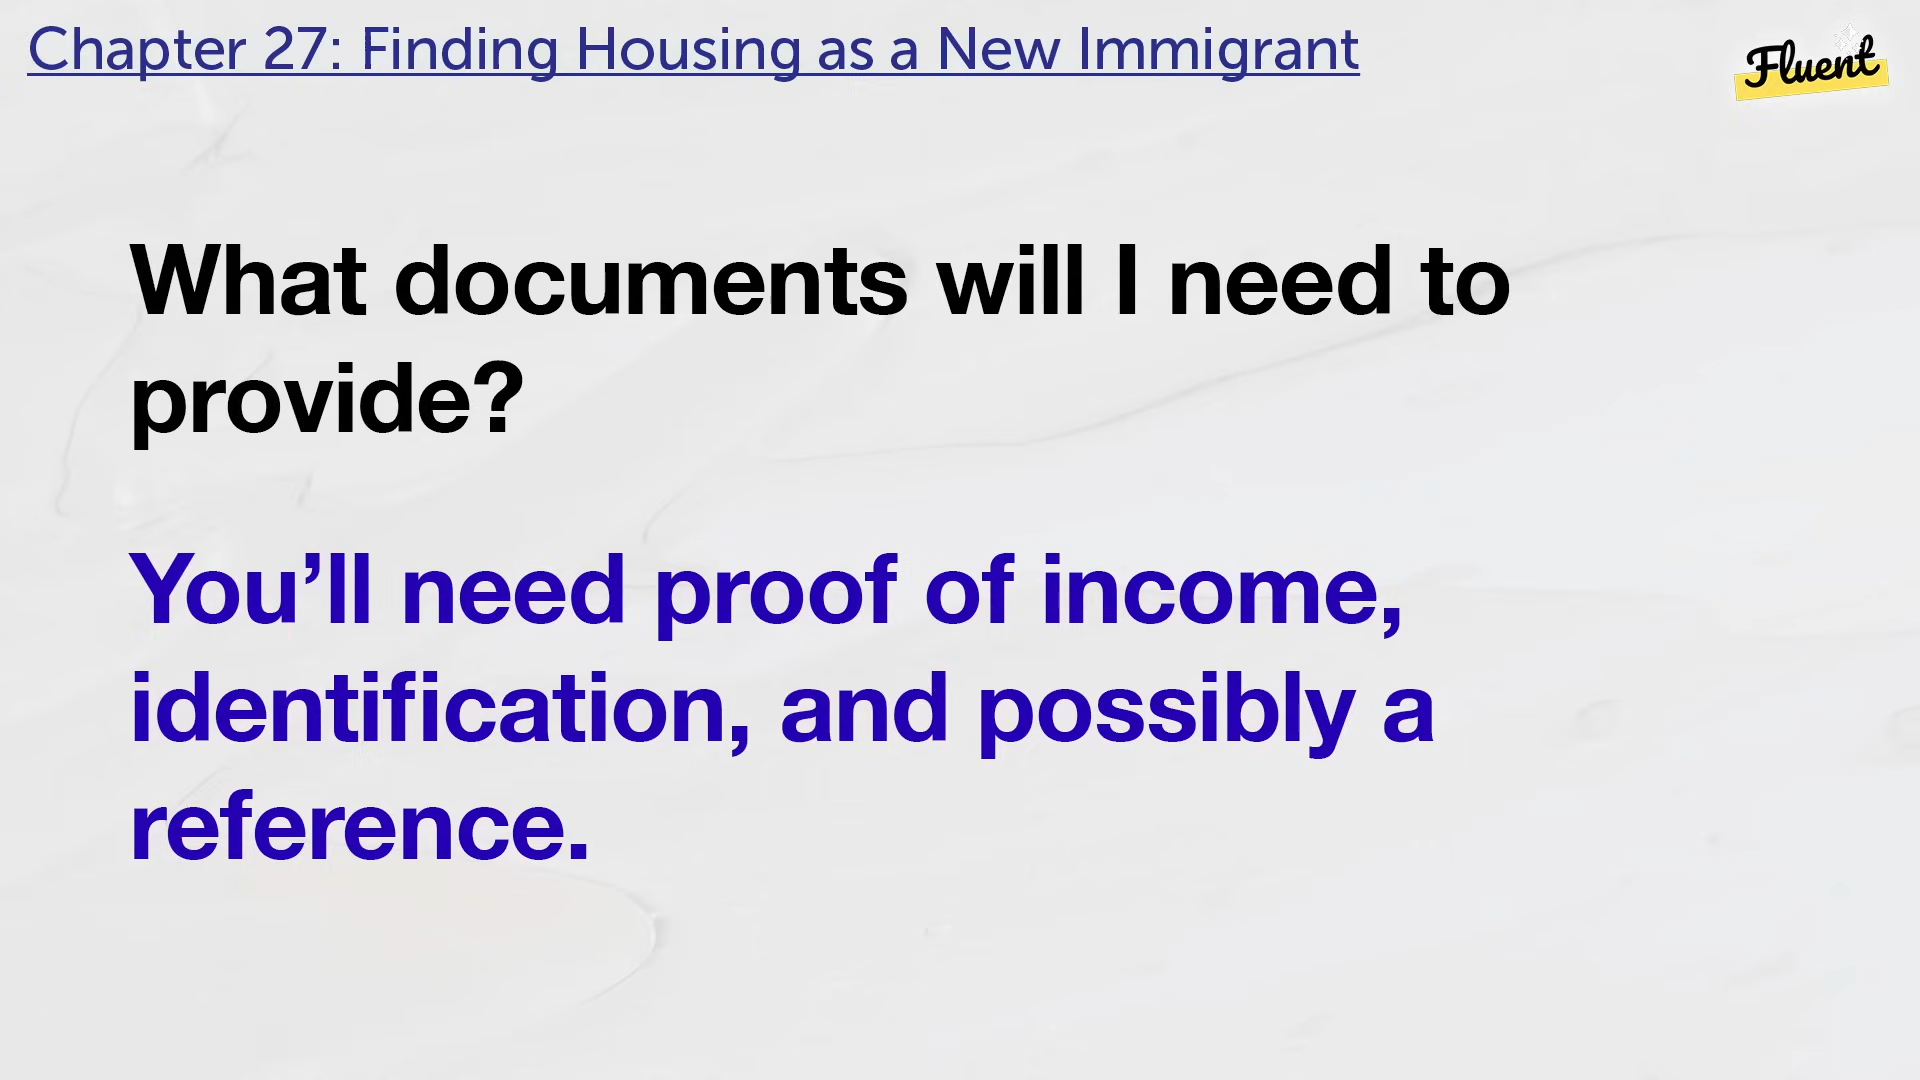 Chapter 27: Finding Housing as a New Immigrant
Fluent
What documents will I need to
provide?
You’ll need proof of income,
identification, and possibly a
reference.